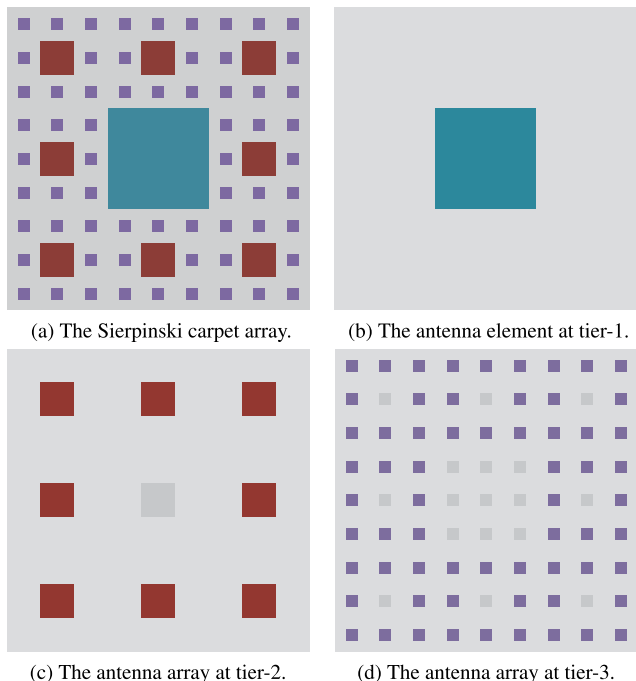 (a) The Sierpinski carpet array.
(b) The antenna element at tier-1.
(c) The antenna array at tier-2.
(d) The antenna array at tier-3.